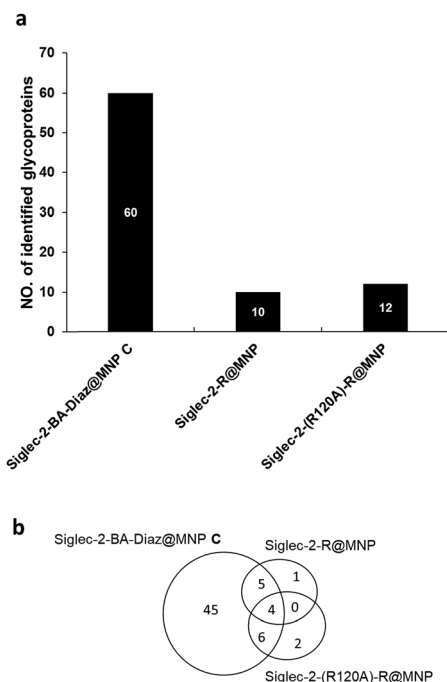 a
NO. of identified glycoproteins
70
60
50
40
30
20
10
0
60
10
12
Siglec-2-BA-Diaz@MNP C
Siglec-2-R@MNP
Siglec-2-(R120A)-R@MNP
b
Siglec-2-BA-Diaz@MNP C
Siglec-2-R@MNP
5
1
45
4
0
6
2
Siglec-2-(R120A)-R@MNP